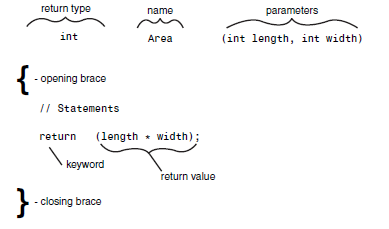 return type name parameters
int Area (int length, int width)
{ - opening brace
// Statements
return (length * width);
keyword
return value
} - closing brace